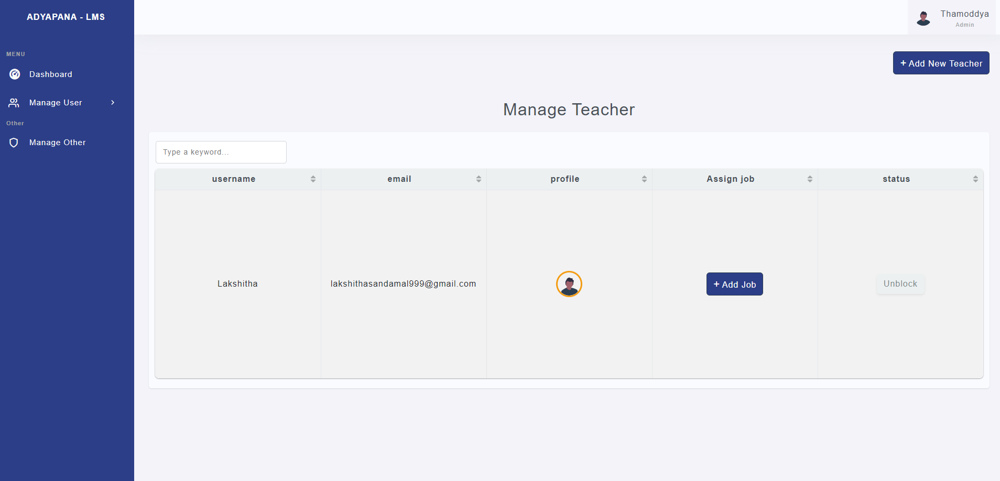 ADYAPANA - LMS
Thamoddya
Admin
MENU
Dashboard
Manage User
Other
Manage Other
+ Add New Teacher
Manage Teacher
Type a keyword...
username email profile Assign job status
Lakshitha lakshithasandamal999@gmail.com + Add Job Unblock